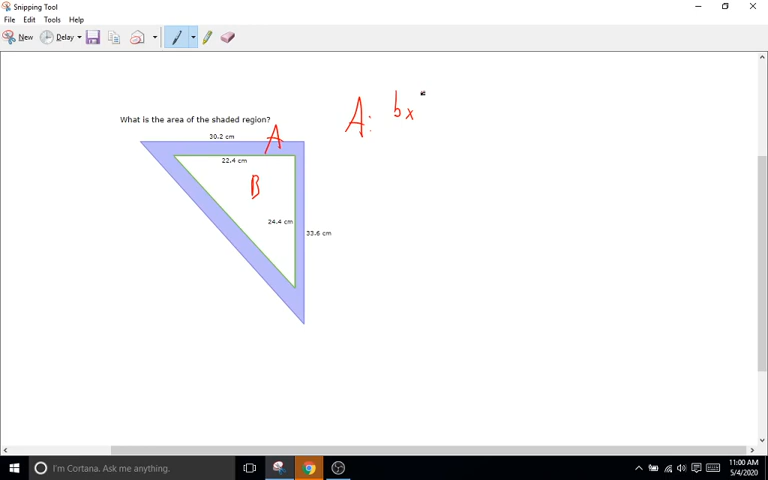 Snipping Tool
File Edit Tools Help
New Delay
What is the area of the shaded region?
A: bx
30.2 cm
A
22.4 cm
B
24.4 cm
33.6 cm
I'm Cortana. Ask me anything.
11:00 AM
5/4/2020